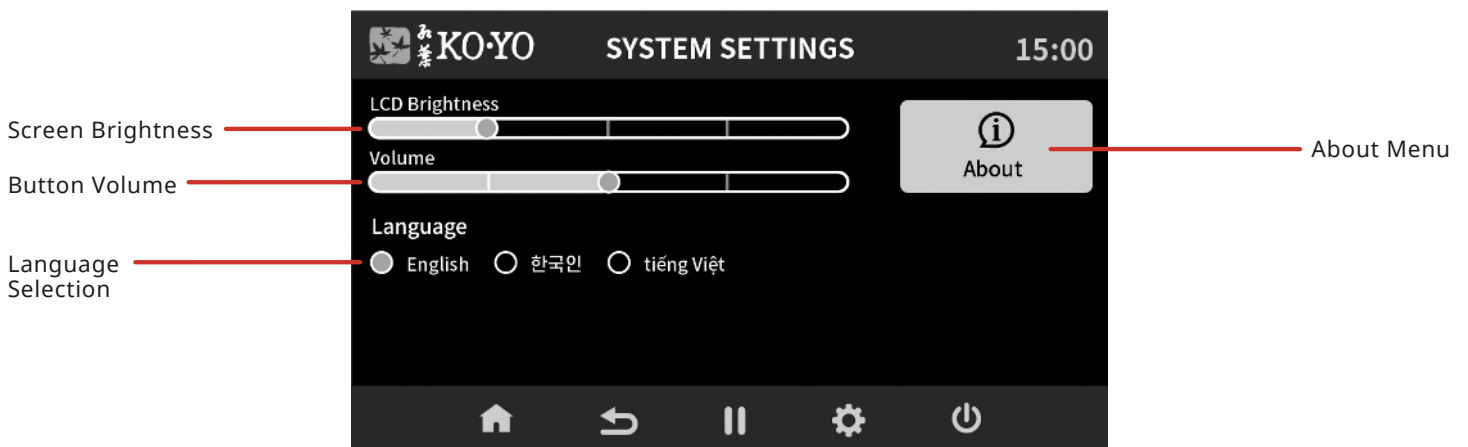 KO·YO
SYSTEM SETTINGS
15:00
LCD Brightness
Screen Brightness
Volume
Button Volume
About
About Menu
Language
English
한국인
tiếng Việt
Language
Selection